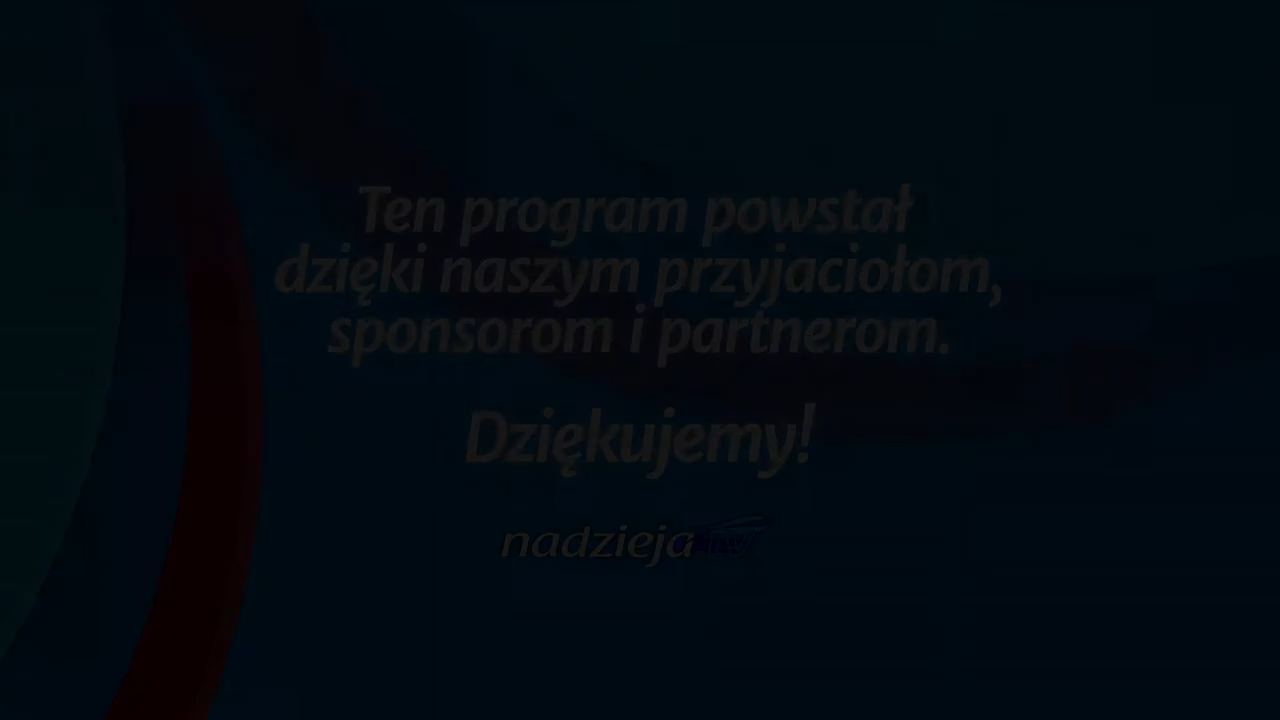 Ten program powstał
dzięki naszym przyjaciołom,
sponsorom i partnerom.
Dziękujemy!
nadzieja